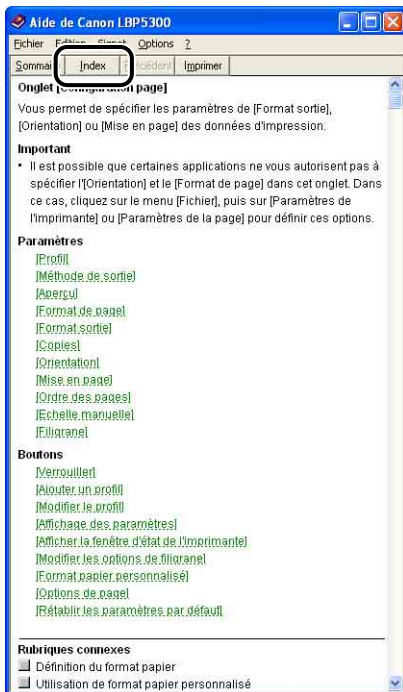 Aide de Canon LBP5300
Fichier Edition Signet Options ?
Sommaire Index Précédent Imprimer
Onglet [Configuration page]
Vous permet de spécifier les paramètres de [Format sortie],
[Orientation] ou [Mise en page] des données d'impression.
Important
• Il est possible que certaines applications ne vous autorisent pas à
spécifier l'[Orientation] et le [Format de page] dans cet onglet. Dans
ce cas, cliquez sur le menu [Fichier], puis sur [Paramètres de
l'imprimante] ou [Paramètres de la page] pour définir ces options.
Paramètres
[Profil]
[Méthode de sortie]
[Aperçu]
[Format de page]
[Format sortie]
[Copies]
[Orientation]
[Mise en page]
[Ordre des pages]
[Echelle manuelle]
[Filigrane]
Boutons
[Verrouiller]
[Ajouter un profil]
[Modifier le profil]
[Affichage des paramètres]
[Afficher la fenêtre d'état de l'imprimante]
[Modifier les options de filigrane]
[Format papier personnalisé]
[Options de page]
[Rétablir les paramètres par défaut]
Rubriques connexes
Définition du format papier
Utilisation de format papier personnalisé